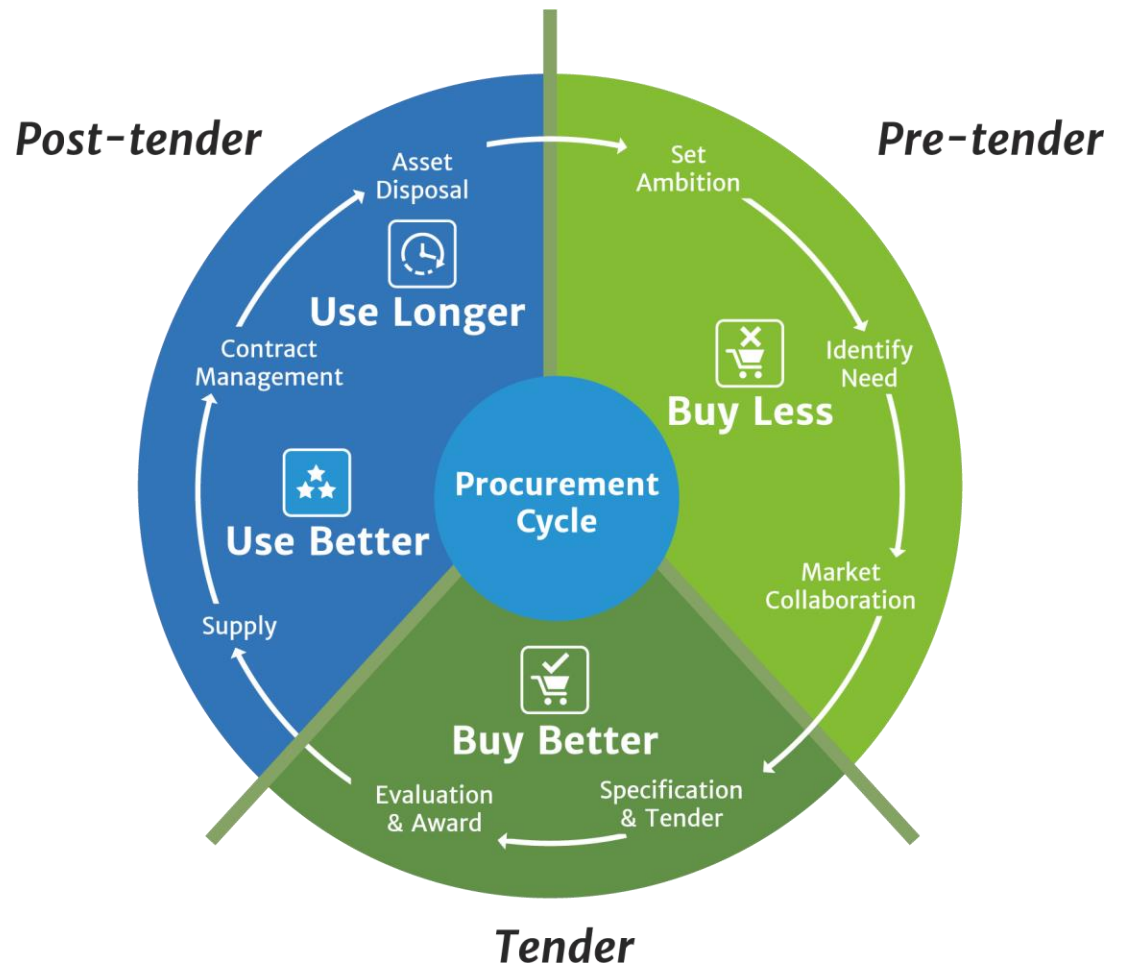 Post-tender
Pre-tender
Asset
Disposal
Set
Ambition
Use Longer
Contract
Management
Identify
Need
Buy Less
Procurement
Cycle
Use Better
Market
Collaboration
Supply
Buy Better
Evaluation
& Award
Specification
& Tender
Tender